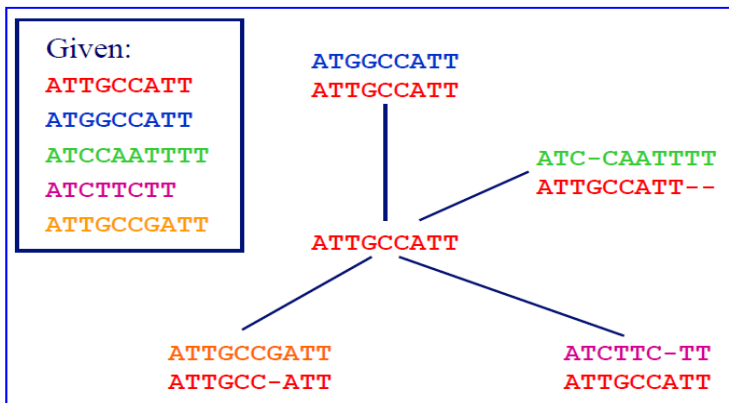 Given:
ATTGCCATT
ATGGCCATT
ATCCAATTTT
ATCTTCTT
ATTGCCGATT
ATGGCCATT
ATTGCCATT
ATC-CAATTTT
ATTGCCATT--
ATTGCCATT
ATTGCCGATT
ATTGCC-ATT
ATCTTC-TT
ATTGCCATT